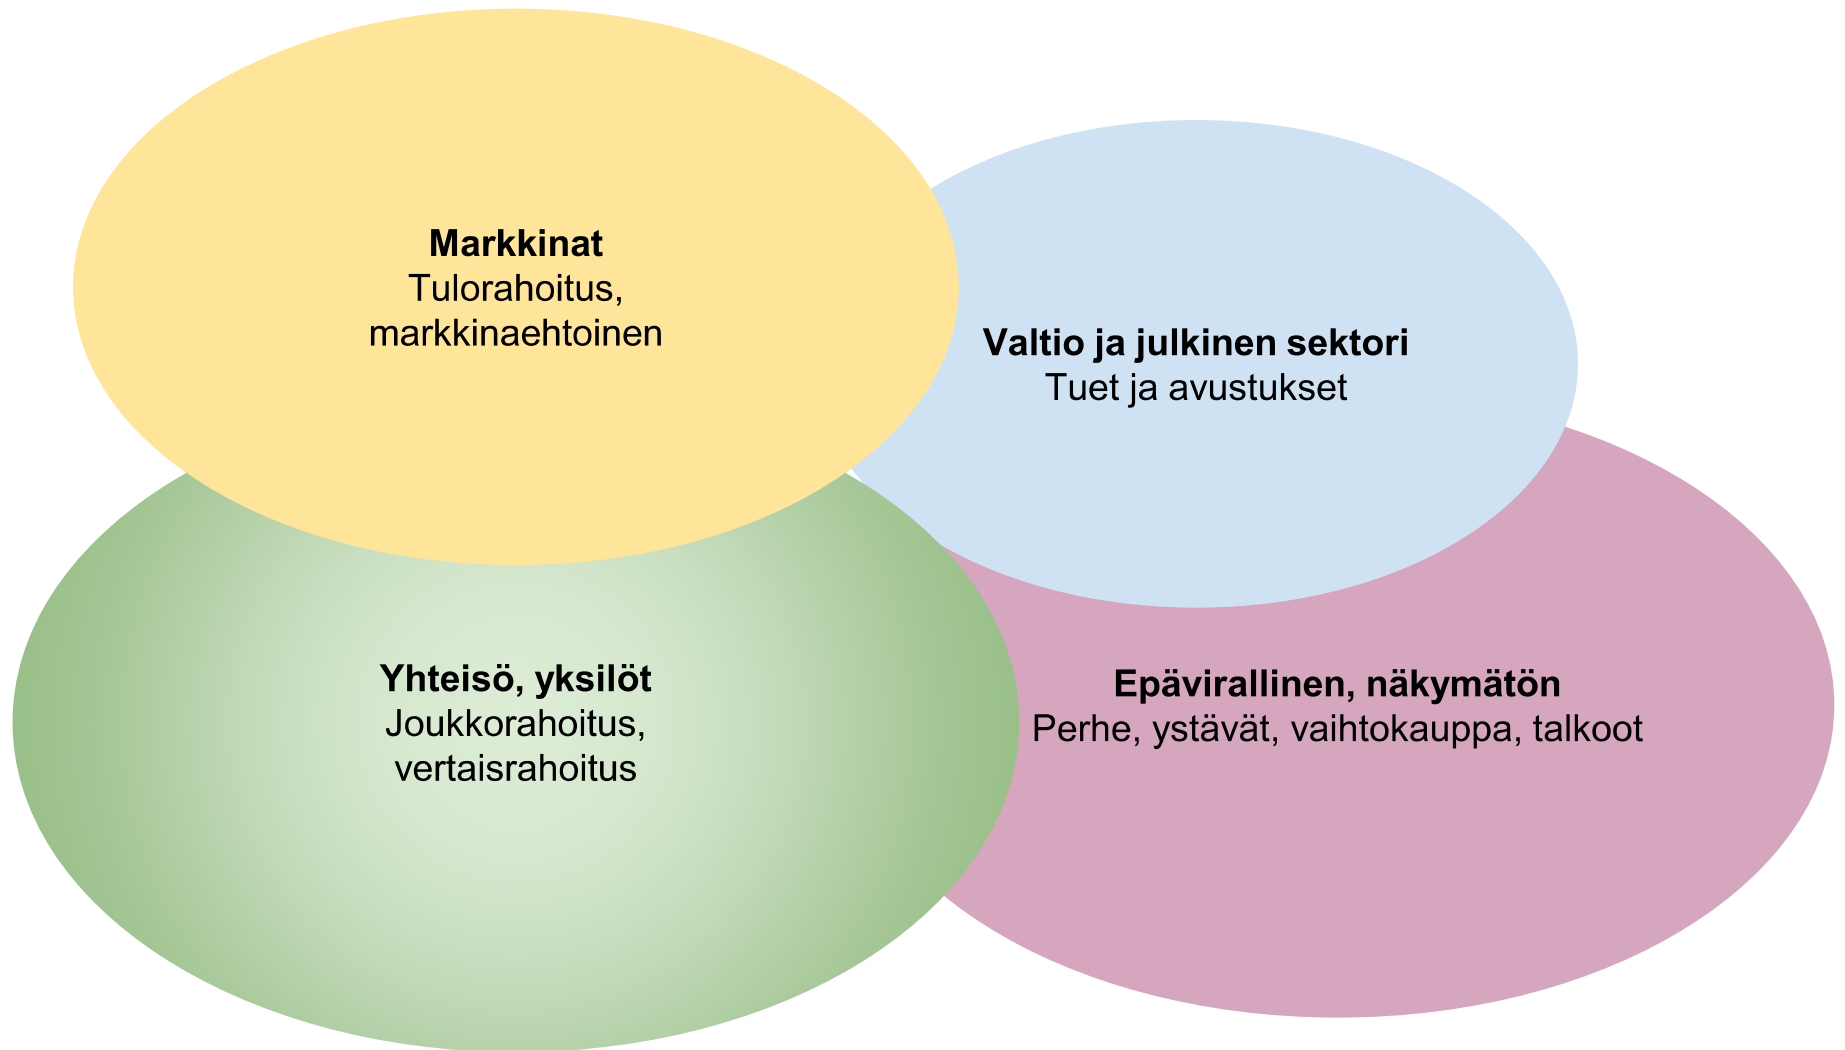 Markkinat
Tulorahoitus,
markkinaehtoinen
Valtio ja julkinen sektori
Tuet ja avustukset
Yhteisö, yksilöt
Joukkorahoitus,
vertaisrahoitus
Epävirallinen, näkymätön
Perhe, ystävät, vaihtokauppa, talkoot